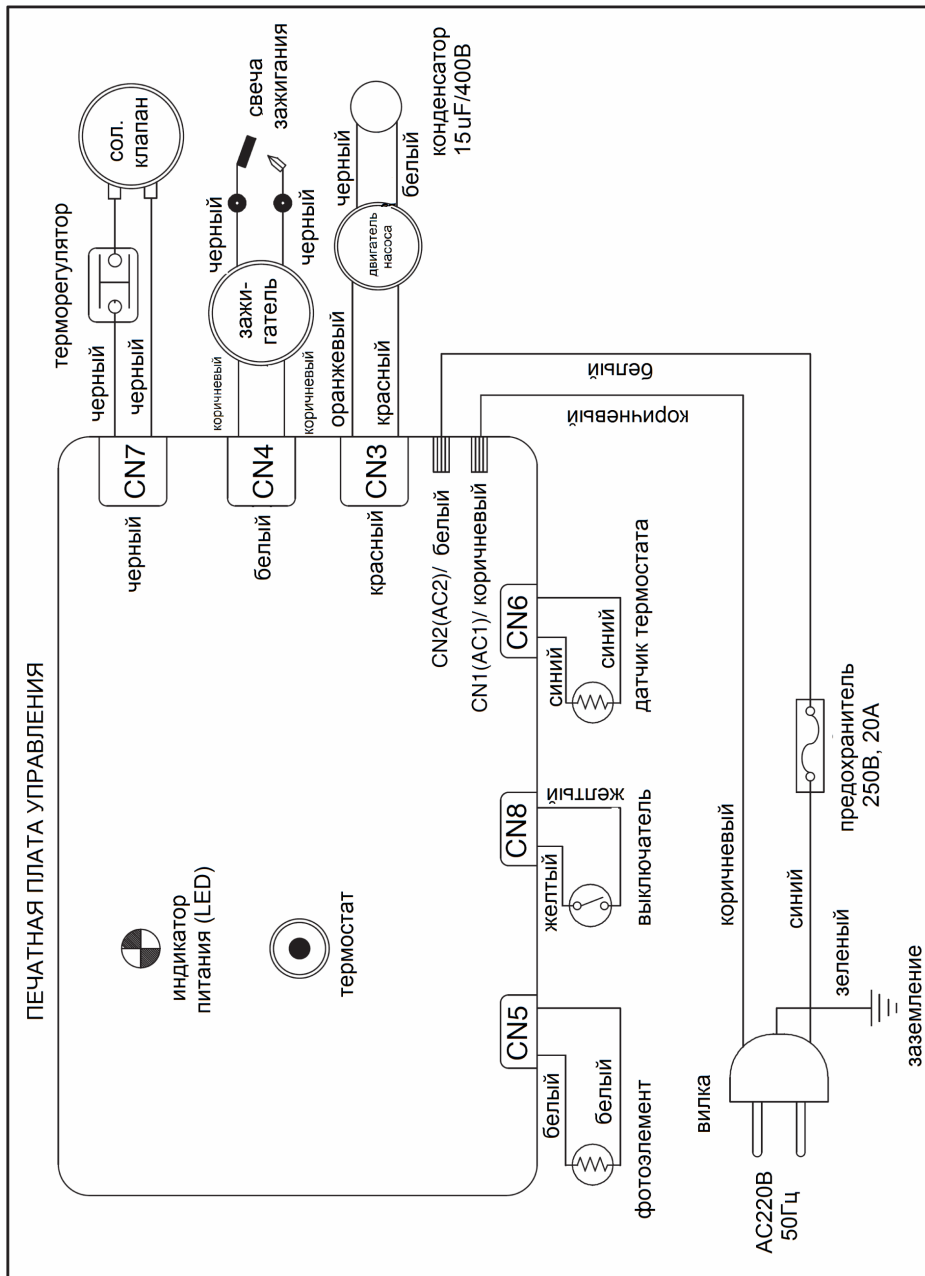 ПЕЧАТНАЯ ПЛАТА УПРАВЛЕНИЯ
терморегулятор
сол.
клапан
черный
черный
CN7
черный
свеча
зажигания
черный
черный
зажи-
гатель
коричневый
коричневый
CN4
белый
конденсатор
15uF/400В
черный
белый
двигатель
насоса
оранжевый
красный
CN3
красный
CN2(AC2)/ белый
CN1(AC1)/ коричневый
белый
коричневый
индикатор
питания (LED)
термостат
CN5
белый
белый
фотоэлемент
CN8
желтый
желтый
выключатель
CN6
синий
синий
датчик термостата
вилка
AC220В
50Гц
коричневый
синий
зеленый
заземление
предохранитель
250В, 20А